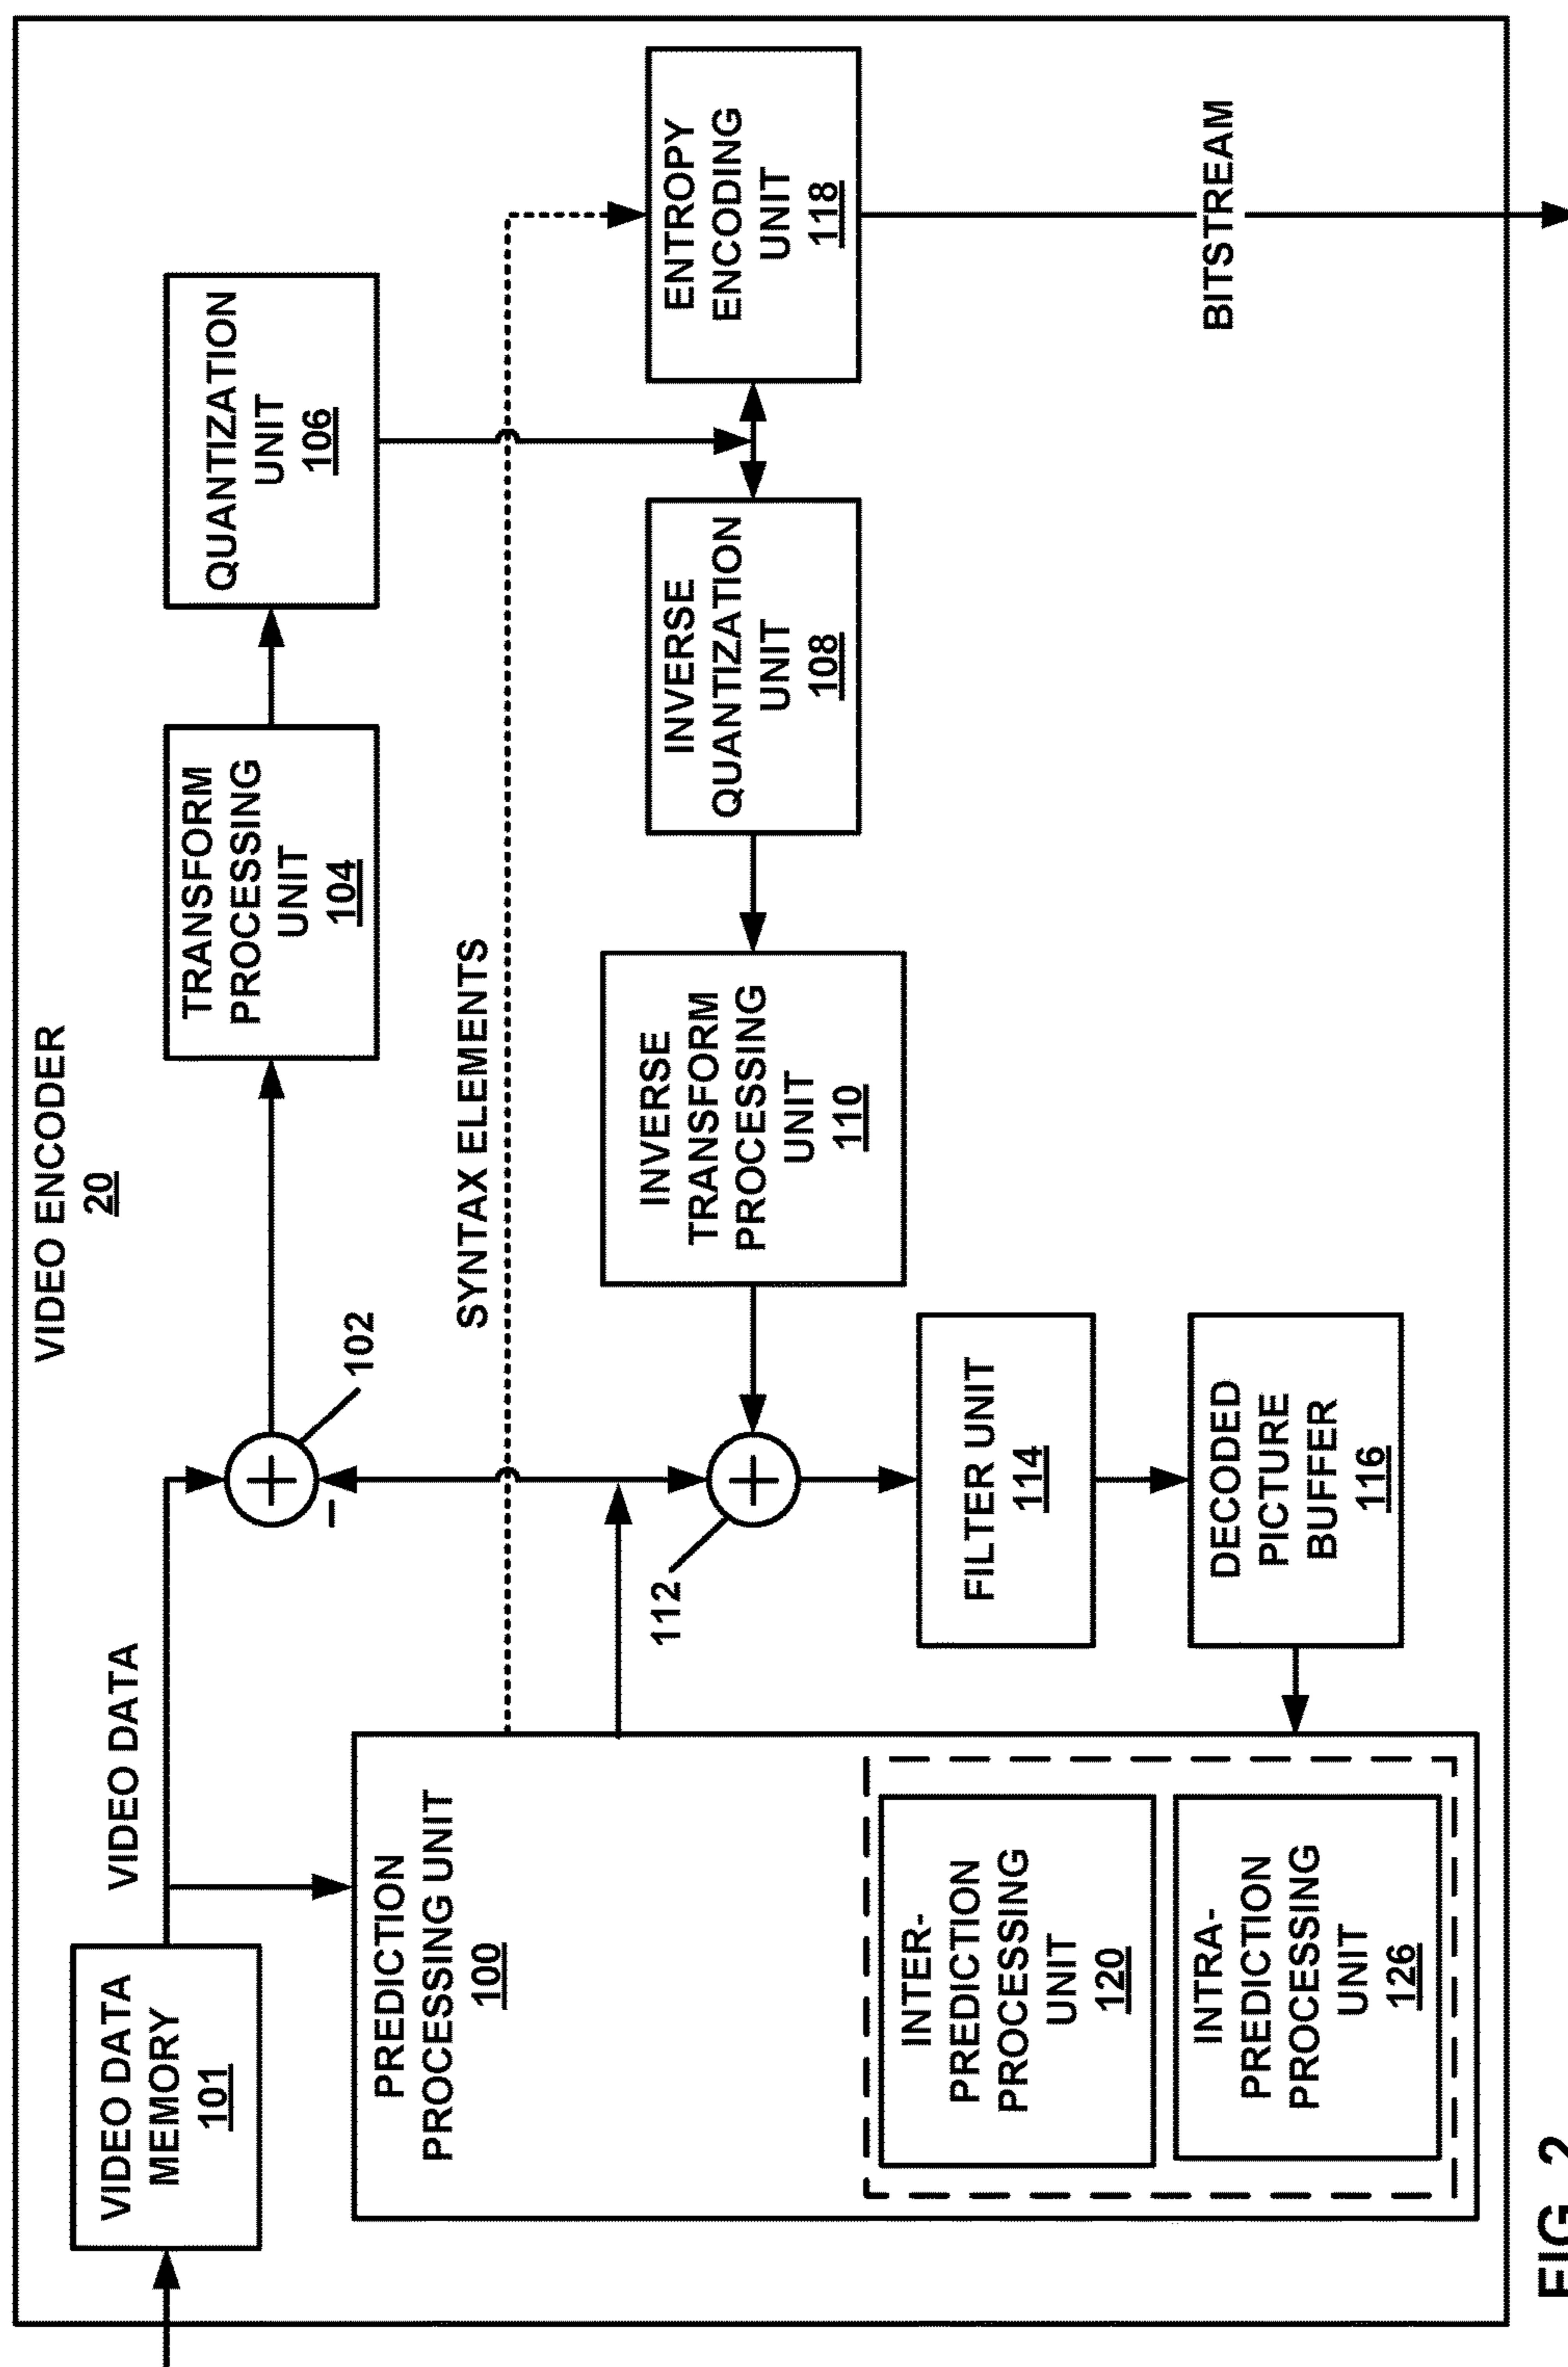 VIDEO ENCODER
20
VIDEO DATA
MEMORY
101
VIDEO DATA
102
TRANSFORM
PROCESSING
UNIT
104
QUANTIZATION
UNIT
106
PREDICTION
PROCESSING UNIT
100
SYNTAX ELEMENTS
–
112
INVERSE
TRANSFORM
PROCESSING
UNIT
110
INVERSE
QUANTIZATION
UNIT
108
ENTROPY
ENCODING
UNIT
118
FILTER UNIT
114
INTER-
PREDICTION
PROCESSING
UNIT
120
DECODED
PICTURE
BUFFER
116
INTRA-
PREDICTION
PROCESSING
UNIT
126
BITSTREAM
FIG. 2